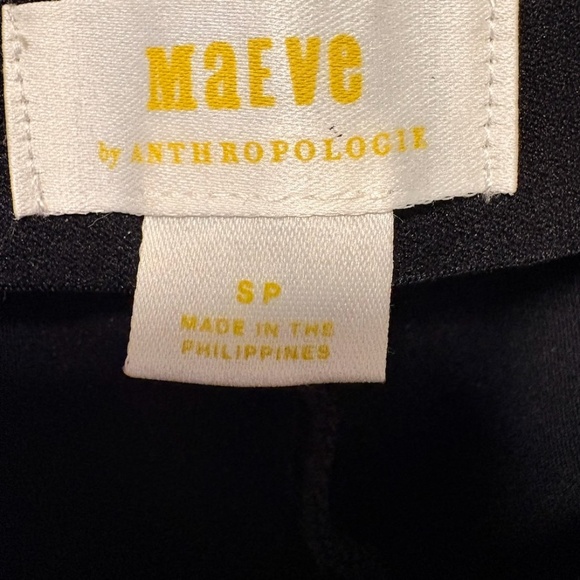 MaEVe
by ANTHROPOLOGIE
SP
MADE IN THE
PHILIPPINES